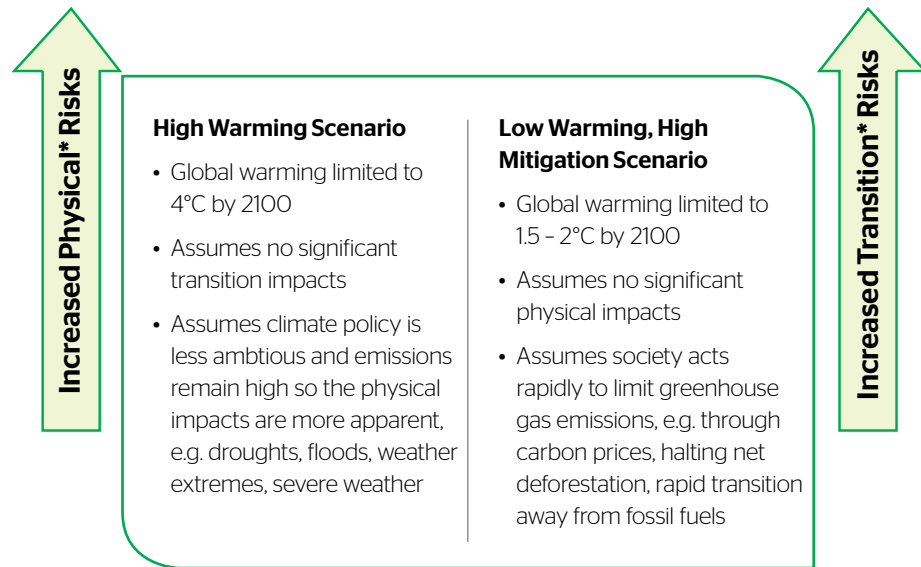 Increased Physical* Risks
High Warming Scenario
• Global warming limited to
4°C by 2100
• Assumes no significant
transition impacts
• Assumes climate policy is
less ambtious and emissions
remain high so the physical
impacts are more apparent,
e.g. droughts, floods, weather
extremes, severe weather
Low Warming, High
Mitigation Scenario
• Global warming limited to
1.5 – 2°C by 2100
• Assumes no significant
physical impacts
• Assumes society acts
rapidly to limit greenhouse
gas emissions, e.g. through
carbon prices, halting net
deforestation, rapid transition
away from fossil fuels
Increased Transition* Risks